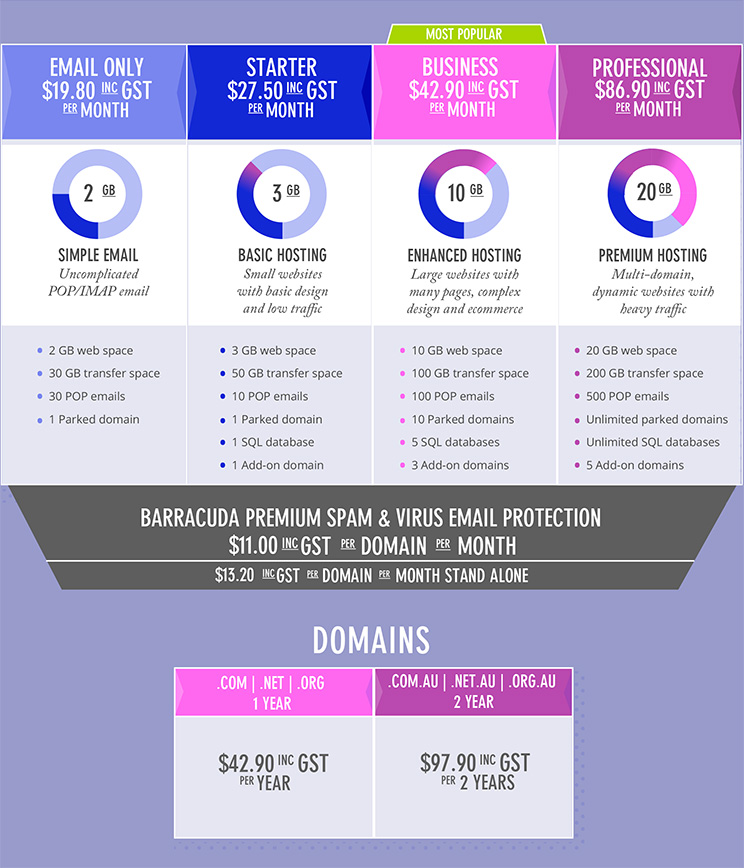 MOST POPULAR
EMAIL ONLY
$19.80 INC GST
PER MONTH
STARTER
$27.50 INC GST
PER MONTH
BUSINESS
$42.90 INC GST
PER MONTH
PROFESSIONAL
$86.90 INC GST
PER MONTH
2 GB
SIMPLE EMAIL
Uncomplicated
POP/IMAP email
3 GB
BASIC HOSTING
Small websites
with basic design
and low traffic
10 GB
ENHANCED HOSTING
Large websites with
many pages, complex
design and ecommerce
20 GB
PREMIUM HOSTING
Multi-domain,
dynamic websites with
heavy traffic
• 2 GB web space
• 30 GB transfer space
• 30 POP emails
• 1 Parked domain
• 3 GB web space
• 50 GB transfer space
• 10 POP emails
• 1 Parked domain
• 1 SQL database
• 1 Add-on domain
• 10 GB web space
• 100 GB transfer space
• 100 POP emails
• 10 Parked domains
• 5 SQL databases
• 3 Add-on domains
• 20 GB web space
• 200 GB transfer space
• 500 POP emails
• Unlimited parked domains
• Unlimited SQL databases
• 5 Add-on domains
BARRACUDA PREMIUM SPAM & VIRUS EMAIL PROTECTION
$11.00 INC GST PER DOMAIN PER MONTH
$13.20 INC GST PER DOMAIN PER MONTH STAND ALONE
DOMAINS
.COM | .NET | .ORG
1 YEAR
$42.90 INC GST
PER YEAR
.COM.AU | .NET.AU | .ORG.AU
2 YEAR
$97.90 INC GST
PER 2 YEARS